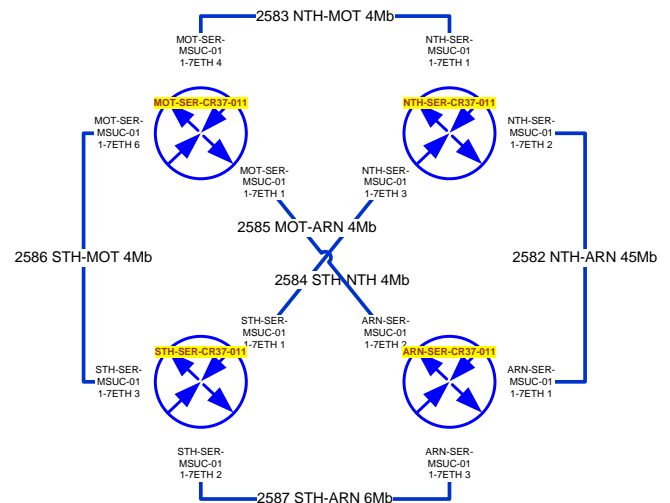 2583 NTH-MOT 4Mb
MOT-SER-
MSUC-01
1-7ETH 4
NTH-SER-
MSUC-01
1-7ETH 1
MOT-SER-CR37-011
NTH-SER-CR37-011
MOT-SER-
MSUC-01
1-7ETH 6
NTH-SER-
MSUC-01
1-7ETH 2
MOT-SER-
MSUC-01
1-7ETH 1
NTH-SER-
MSUC-01
1-7ETH 3
2585 MOT-ARN 4Mb
2586 STH-MOT 4Mb
2582 NTH-ARN 45Mb
2584 STH-NTH 4Mb
STH-SER-
MSUC-01
1-7ETH 1
ARN-SER-
MSUC-01
1-7ETH 2
STH-SER-CR37-011
ARN-SER-CR37-011
STH-SER-
MSUC-01
1-7ETH 3
ARN-SER-
MSUC-01
1-7ETH 1
STH-SER-
MSUC-01
1-7ETH 2
ARN-SER-
MSUC-01
1-7ETH 3
2587 STH-ARN 6Mb